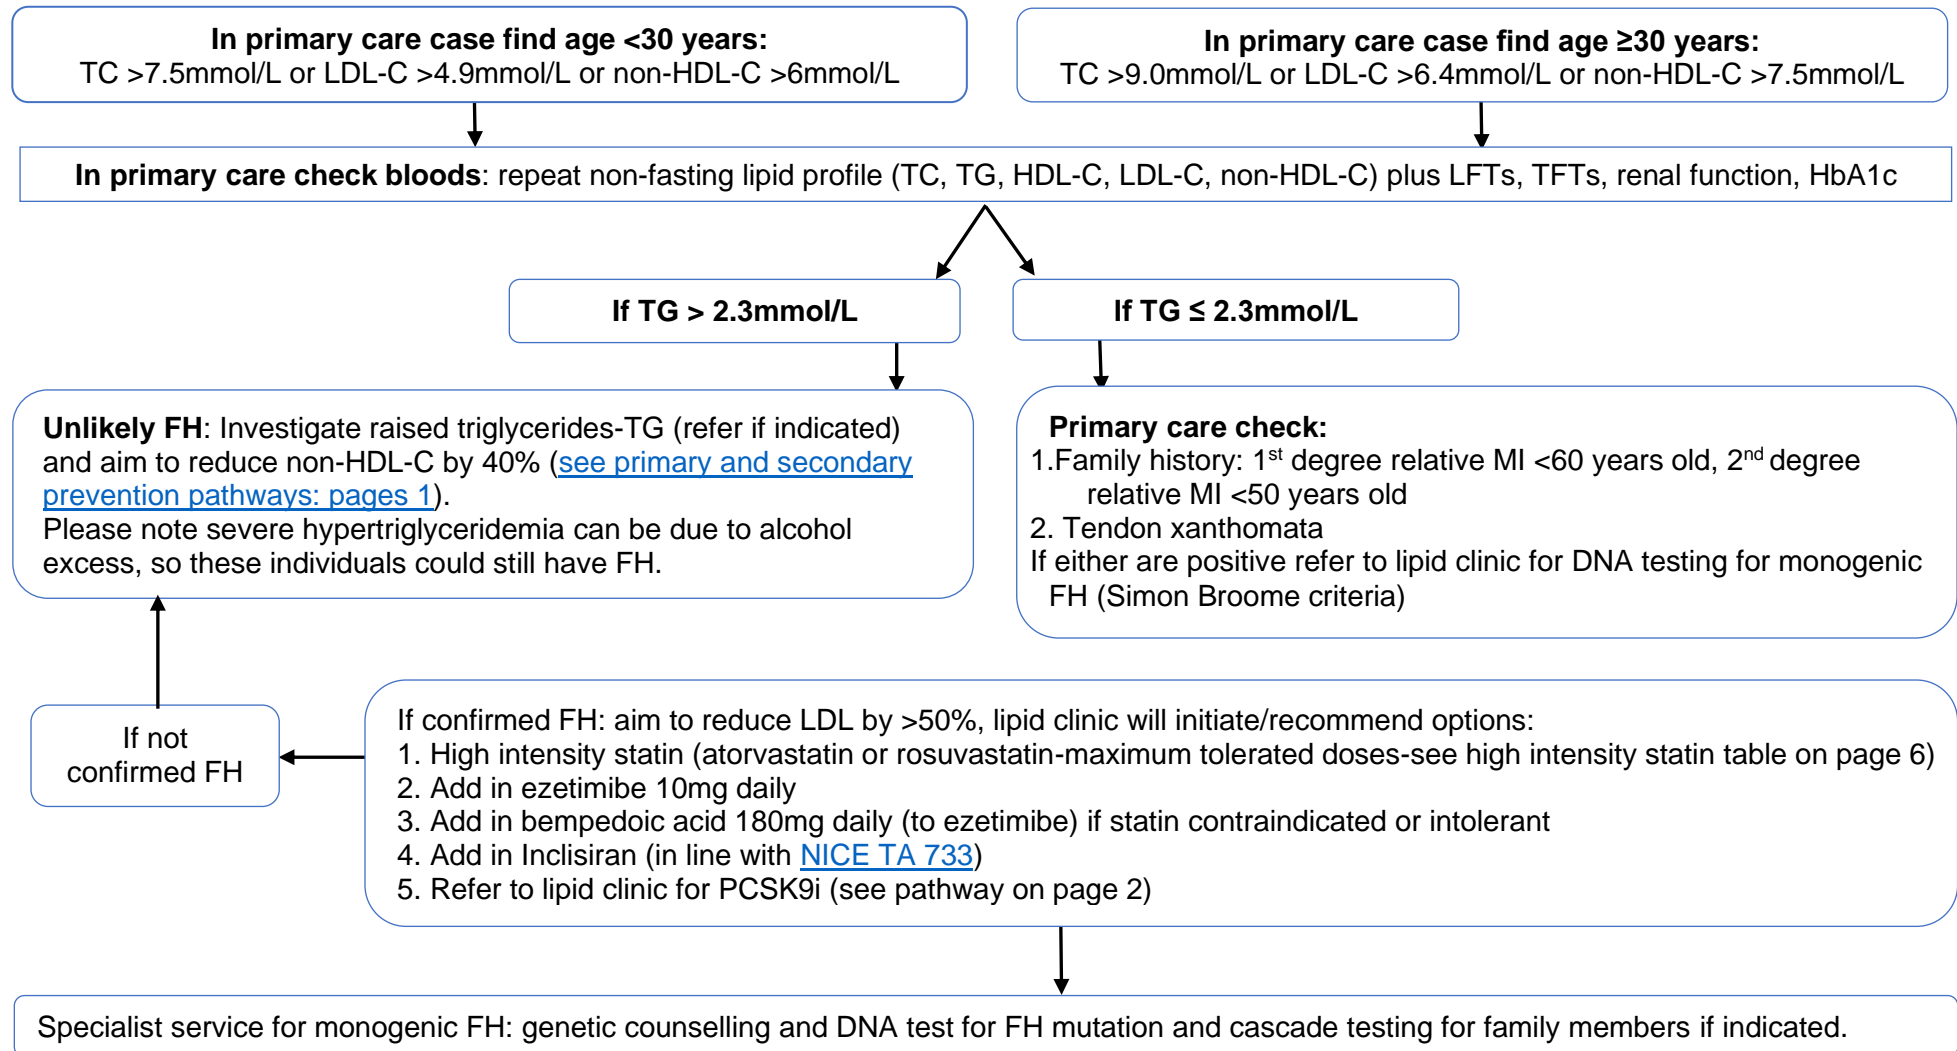 In primary care case find age <30 years:
TC >7.5mmol/L or LDL-C >4.9mmol/L or non-HDL-C >6mmol/L
In primary care case find age ≥30 years:
TC >9.0mmol/L or LDL-C >6.4mmol/L or non-HDL-C >7.5mmol/L
In primary care check bloods: repeat non-fasting lipid profile (TC, TG, HDL-C, LDL-C, non-HDL-C) plus LFTs, TFTs, renal function, HbA1c
If TG > 2.3mmol/L
If TG ≤ 2.3mmol/L
Unlikely FH: Investigate raised triglycerides-TG (refer if indicated)
and aim to reduce non-HDL-C by 40% (see primary and secondary
prevention pathways: pages 1).
Please note severe hypertriglyceridemia can be due to alcohol
excess, so these individuals could still have FH.
Primary care check:
1.Family history: 1st degree relative MI <60 years old, 2nd degree
relative MI <50 years old
2. Tendon xanthomata
If either are positive refer to lipid clinic for DNA testing for monogenic
FH (Simon Broome criteria)
If not
confirmed FH
If confirmed FH: aim to reduce LDL by >50%, lipid clinic will initiate/recommend options:
1. High intensity statin (atorvastatin or rosuvastatin-maximum tolerated doses-see high intensity statin table on page 6)
2. Add in ezetimibe 10mg daily
3. Add in bempedoic acid 180mg daily (to ezetimibe) if statin contraindicated or intolerant
4. Add in Inclisiran (in line with NICE TA 733)
5. Refer to lipid clinic for PCSK9i (see pathway on page 2)
Specialist service for monogenic FH: genetic counselling and DNA test for FH mutation and cascade testing for family members if indicated.